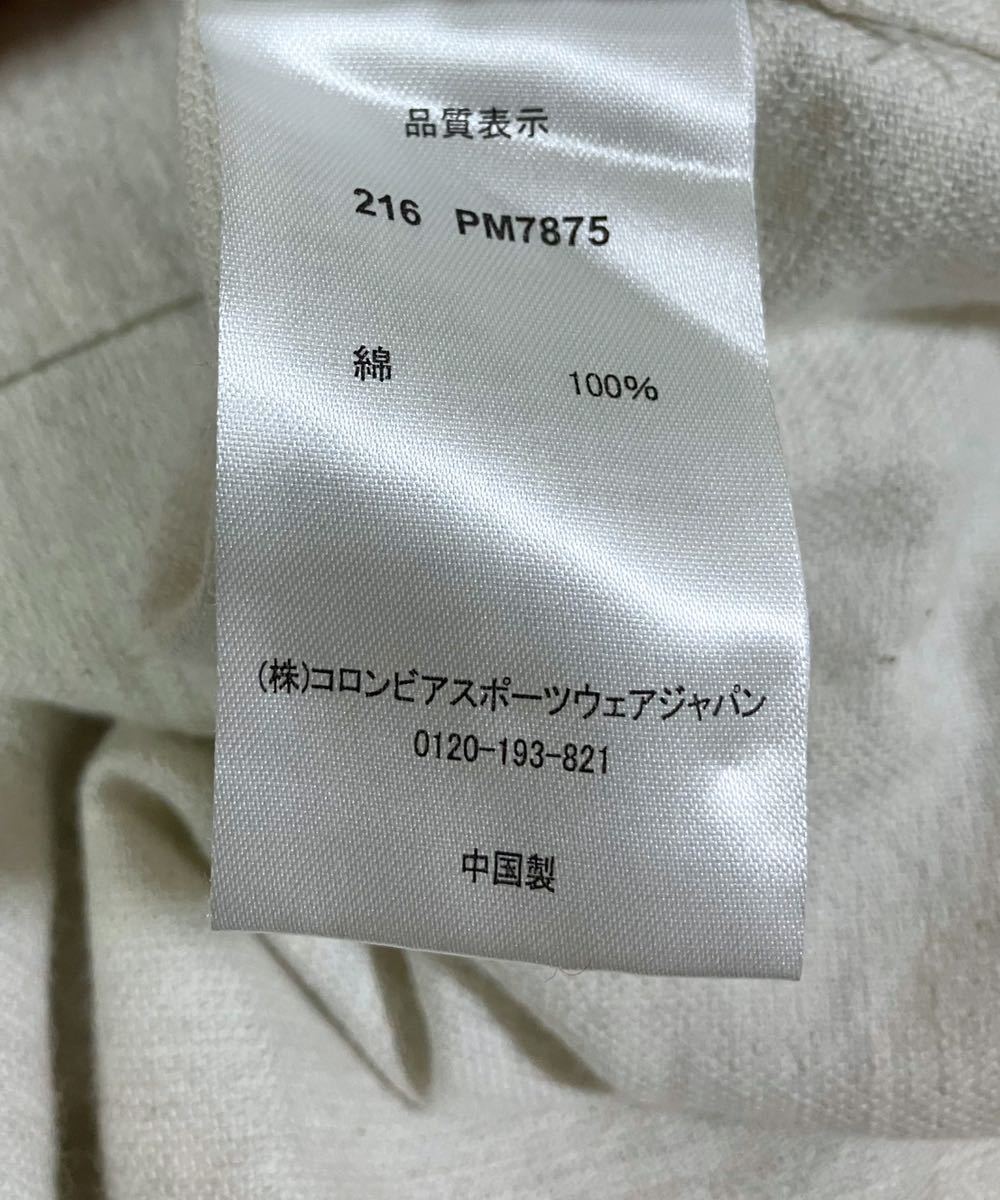 品質表示
216 PM7875
綿 100%
(株)コロンビアスポーツウェアジャパン
0120-193-821
中国製